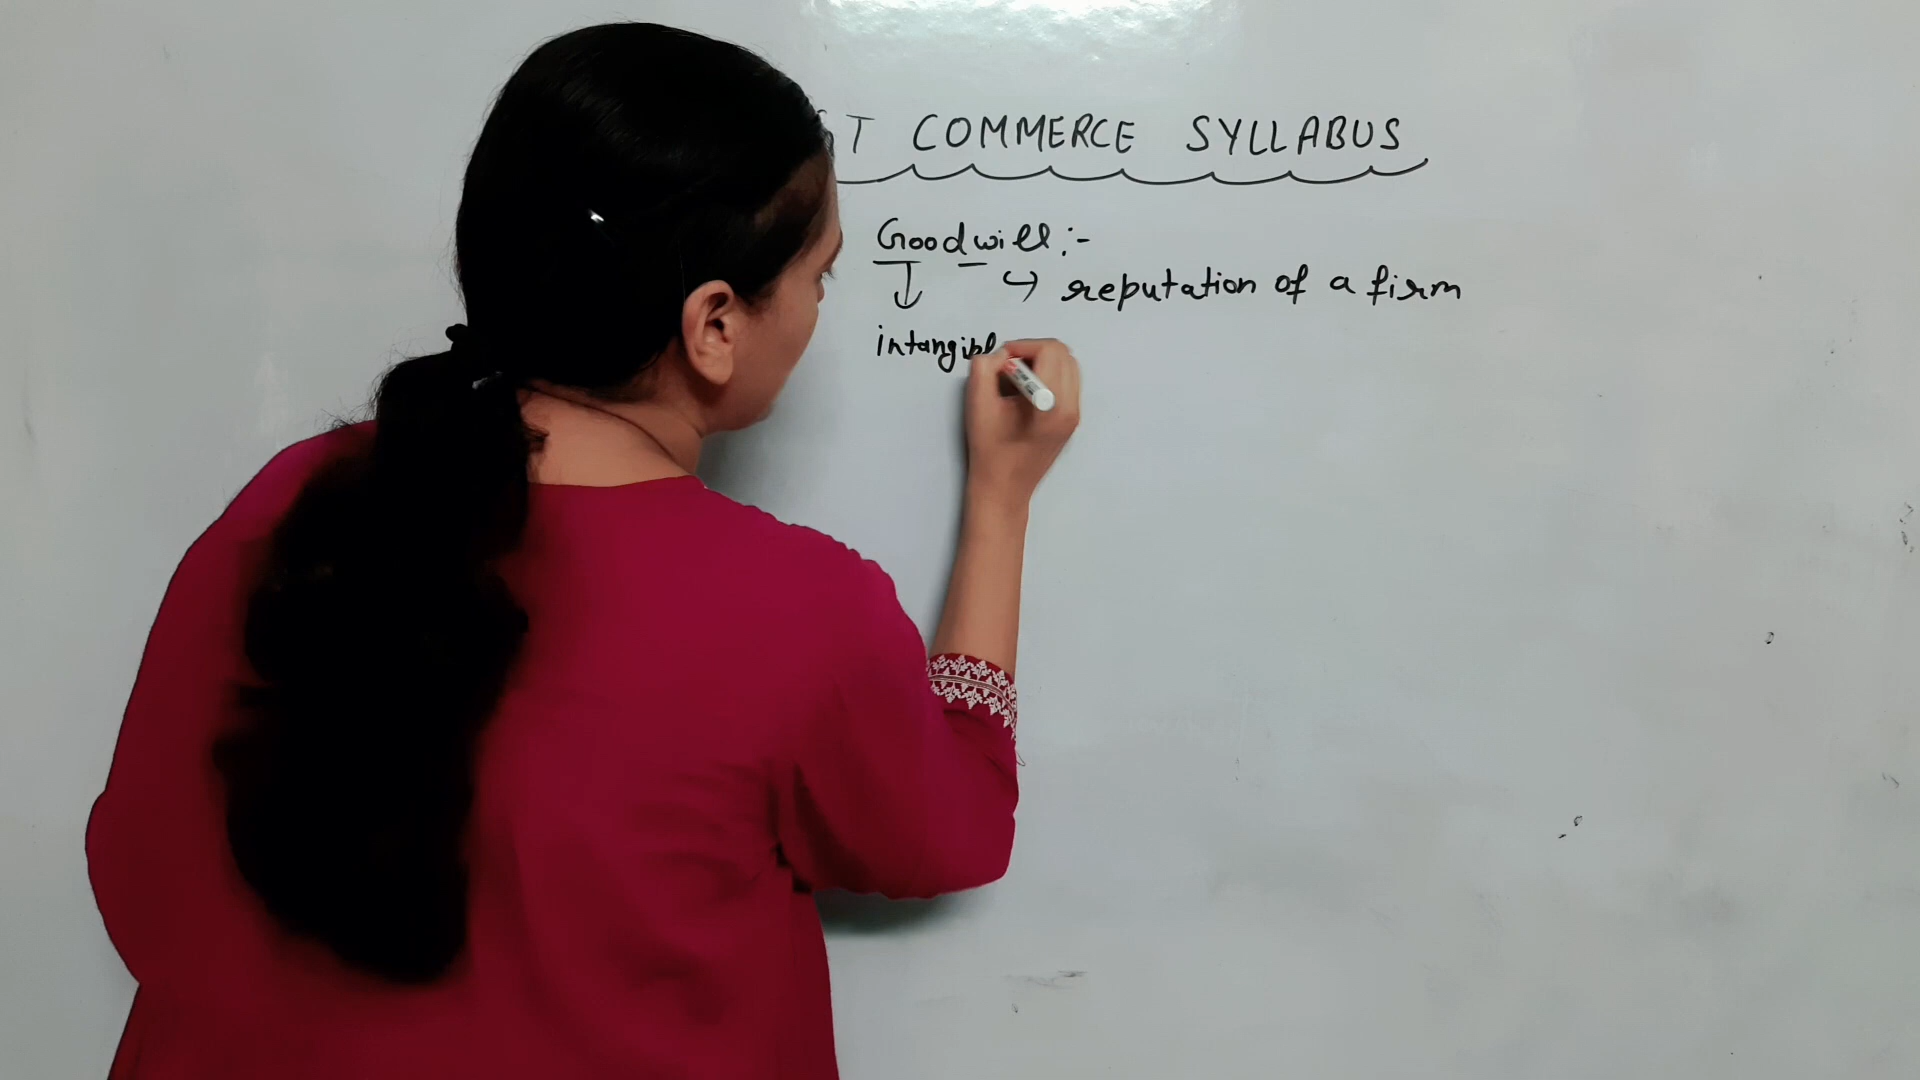 COMMERCE SYLLABUS
Goodwill :-
↳ reputation of a firm
intangibl